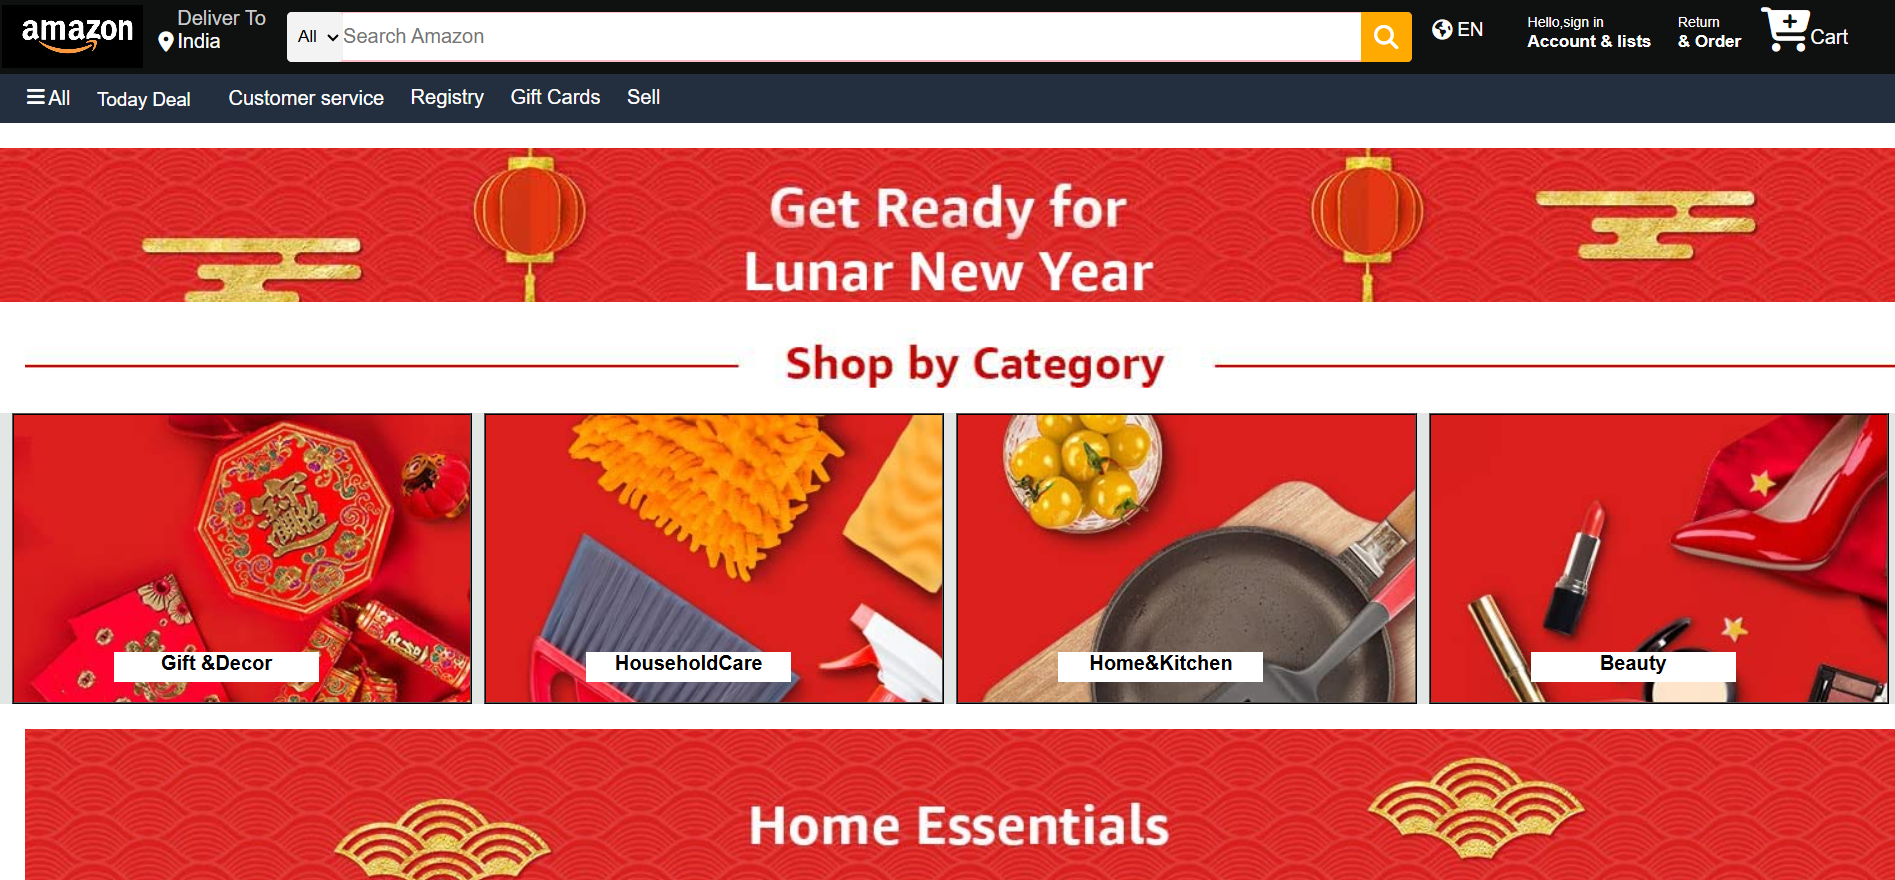 amazon
Deliver To
India
All
Search Amazon
EN
Hello,sign in
Account & lists
Return
& Order
Cart
All
Today Deal
Customer service
Registry
Gift Cards
Sell
Get Ready for
Lunar New Year
Shop by Category
Gift &Decor
HouseholdCare
Home&Kitchen
Beauty
Home Essentials